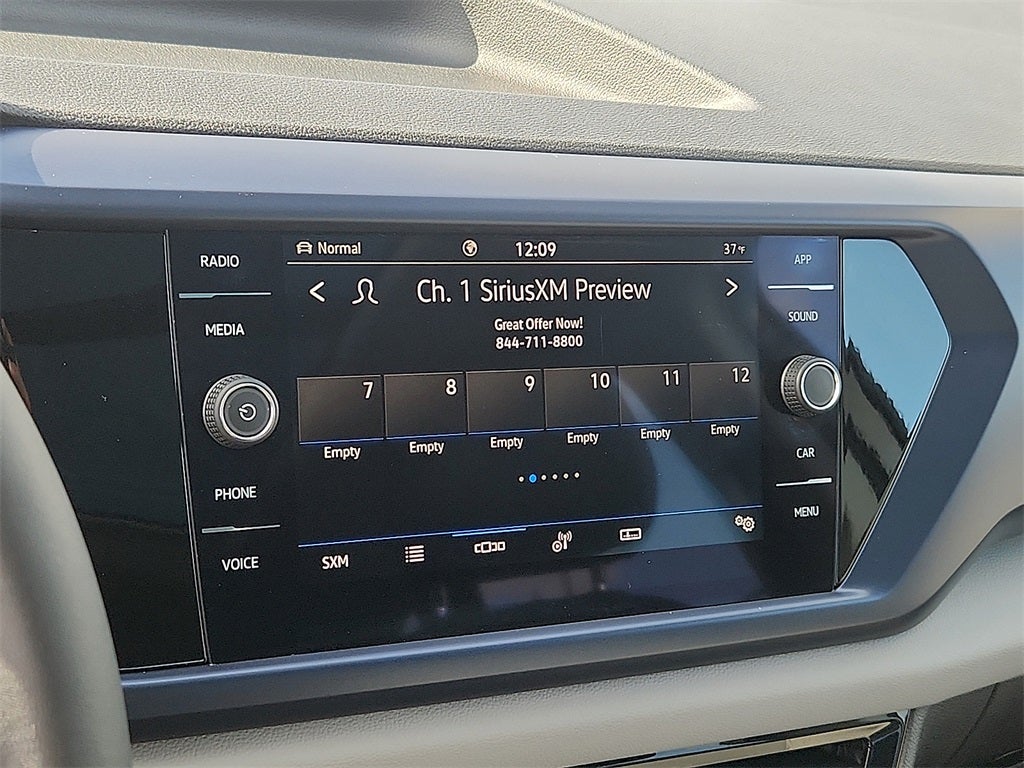 RADIO
MEDIA
PHONE
VOICE
Normal
12:09
37°F
< Ch. 1 SiriusXM Preview >
Great Offer Now!
844-711-8800
7 8 9 10 11 12
Empty Empty Empty Empty Empty Empty
SXM
APP
SOUND
CAR
MENU